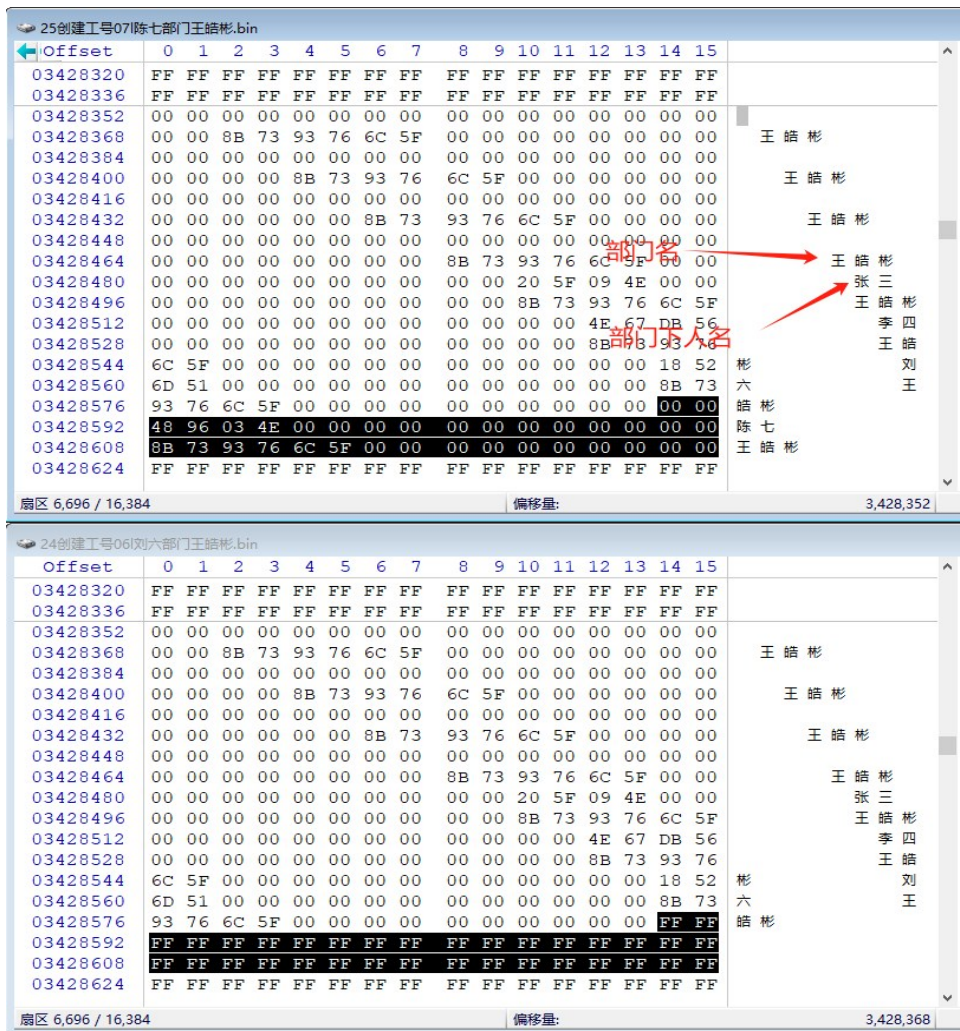 25创建工号07陈七部门王皓彬.bin
Offset 0 1 2 3 4 5 6 7 8 9 10 11 12 13 14 15
03428320 FF FF FF FF FF FF FF FF FF FF FF FF FF FF FF FF
03428336 FF FF FF FF FF FF FF FF FF FF FF FF FF FF FF FF
03428352 00 00 00 00 00 00 00 00 00 00 00 00 00 00 00 00
03428368 00 00 8B 73 93 76 6C 5F 00 00 00 00 00 00 00 00 王皓彬
03428384 00 00 00 00 00 00 00 00 00 00 00 00 00 00 00 00
03428400 00 00 00 00 8B 73 93 76 6C 5F 00 00 00 00 00 00 王皓彬
03428416 00 00 00 00 00 00 00 00 00 00 00 00 00 00 00 00
03428432 00 00 00 00 00 00 8B 73 93 76 6C 5F 00 00 00 00 王皓彬
03428448 00 00 00 00 00 00 00 00 00 00 00 00 00 00 00 00
部门名
03428464 00 00 00 00 00 00 00 00 8B 73 93 76 6C 5F 00 00 王皓彬
03428480 00 00 00 00 00 00 00 00 00 00 20 5F 09 4E 00 00 张三
03428496 00 00 00 00 00 00 00 00 00 00 8B 73 93 76 6C 5F 王皓彬
03428512 00 00 00 00 00 00 00 00 00 00 00 00 4E 67 DB 56 李四
部门下人名
03428528 00 00 00 00 00 00 00 00 00 00 00 00 8B 73 93 76 王皓
03428544 6C 5F 00 00 00 00 00 00 00 00 00 00 00 00 18 52 彬 刘
03428560 6D 51 00 00 00 00 00 00 00 00 00 00 00 00 8B 73 六 王
03428576 93 76 6C 5F 00 00 00 00 00 00 00 00 00 00 00 00 皓彬
03428592 48 96 03 4E 00 00 00 00 00 00 00 00 00 00 00 00 陈七
03428608 8B 73 93 76 6C 5F 00 00 00 00 00 00 00 00 00 00 王皓彬
03428624 FF FF FF FF FF FF FF FF FF FF FF FF FF FF FF FF
扇区 6,696 / 16,384 偏移量: 3,428,352
24创建工号06刘六部门王皓彬.bin
Offset 0 1 2 3 4 5 6 7 8 9 10 11 12 13 14 15
03428320 FF FF FF FF FF FF FF FF FF FF FF FF FF FF FF FF
03428336 FF FF FF FF FF FF FF FF FF FF FF FF FF FF FF FF
03428352 00 00 00 00 00 00 00 00 00 00 00 00 00 00 00 00
03428368 00 00 8B 73 93 76 6C 5F 00 00 00 00 00 00 00 00 王皓彬
03428384 00 00 00 00 00 00 00 00 00 00 00 00 00 00 00 00
03428400 00 00 00 00 8B 73 93 76 6C 5F 00 00 00 00 00 00 王皓彬
03428416 00 00 00 00 00 00 00 00 00 00 00 00 00 00 00 00
03428432 00 00 00 00 00 00 8B 73 93 76 6C 5F 00 00 00 00 王皓彬
03428448 00 00 00 00 00 00 00 00 00 00 00 00 00 00 00 00
03428464 00 00 00 00 00 00 00 00 8B 73 93 76 6C 5F 00 00 王皓彬
03428480 00 00 00 00 00 00 00 00 00 00 20 5F 09 4E 00 00 张三
03428496 00 00 00 00 00 00 00 00 00 00 8B 73 93 76 6C 5F 王皓彬
03428512 00 00 00 00 00 00 00 00 00 00 00 00 4E 67 DB 56 李四
03428528 00 00 00 00 00 00 00 00 00 00 00 00 8B 73 93 76 王皓
03428544 6C 5F 00 00 00 00 00 00 00 00 00 00 00 00 18 52 彬 刘
03428560 6D 51 00 00 00 00 00 00 00 00 00 00 00 00 8B 73 六 王
03428576 93 76 6C 5F 00 00 00 00 00 00 00 00 00 00 FF FF 皓彬
03428592 FF FF FF FF FF FF FF FF FF FF FF FF FF FF FF FF
03428608 FF FF FF FF FF FF FF FF FF FF FF FF FF FF FF FF
03428624 FF FF FF FF FF FF FF FF FF FF FF FF FF FF FF FF
扇区 6,696 / 16,384 偏移量: 3,428,368